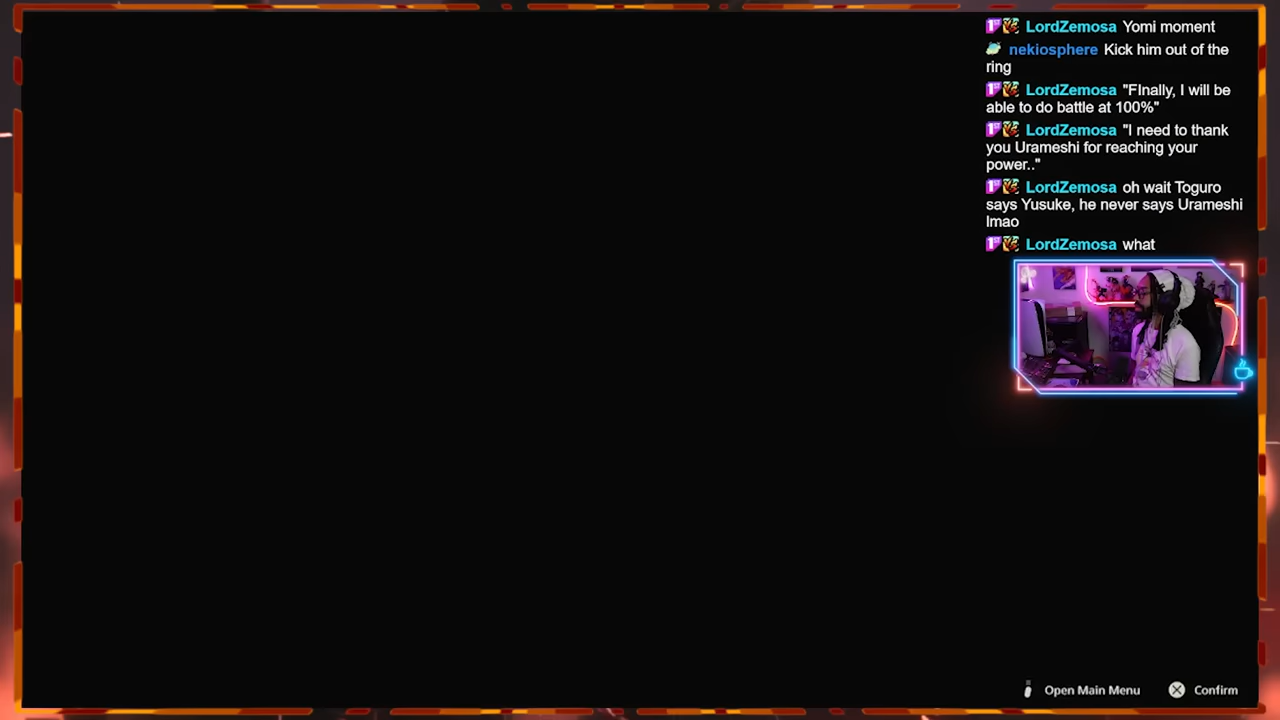 LordZemosa Yomi moment
nekiosphere Kick him out of the
ring
LordZemosa "FInally, I will be
able to do battle at 100%"
LordZemosa "I need to thank
you Urameshi for reaching your
power.."
LordZemosa oh wait Toguro
says Yusuke, he never says Urameshi
lmao
LordZemosa what
Open Main Menu Confirm